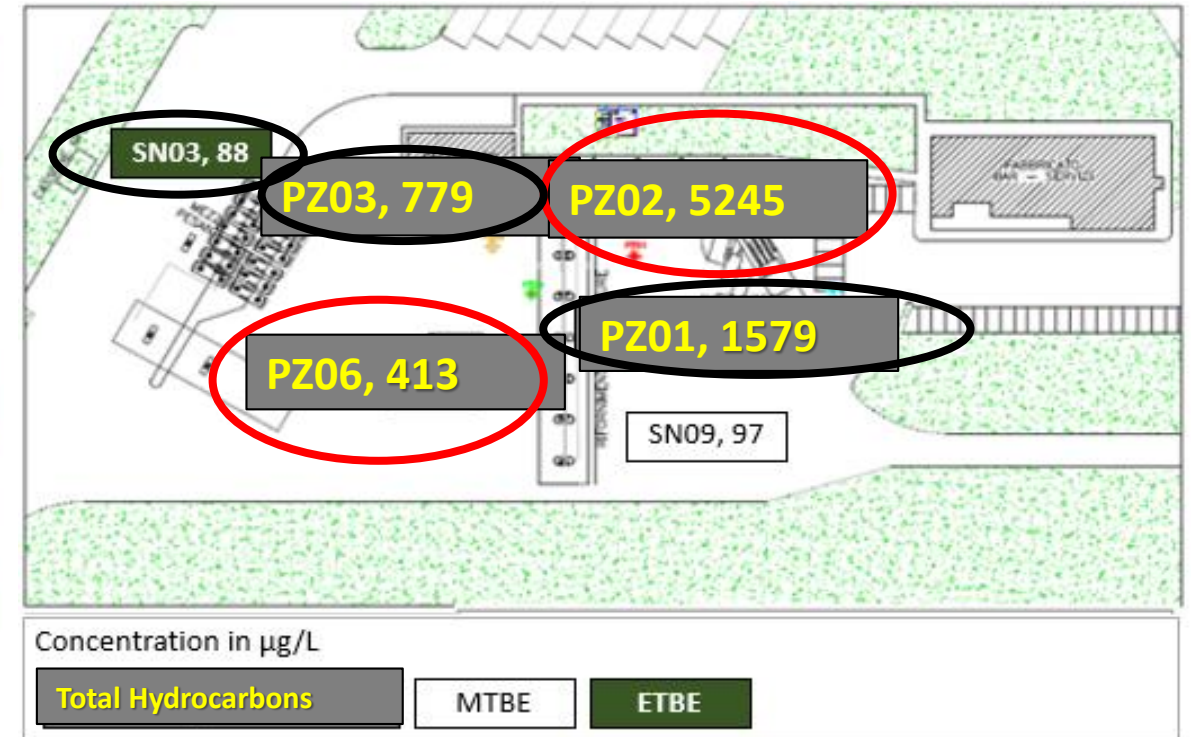 SN03, 88
PZ03, 779
PZ02, 5245
PZ01, 1579
PZ06, 413
SN09, 97
Concentration in µg/L
Total Hydrocarbons
MTBE
ETBE